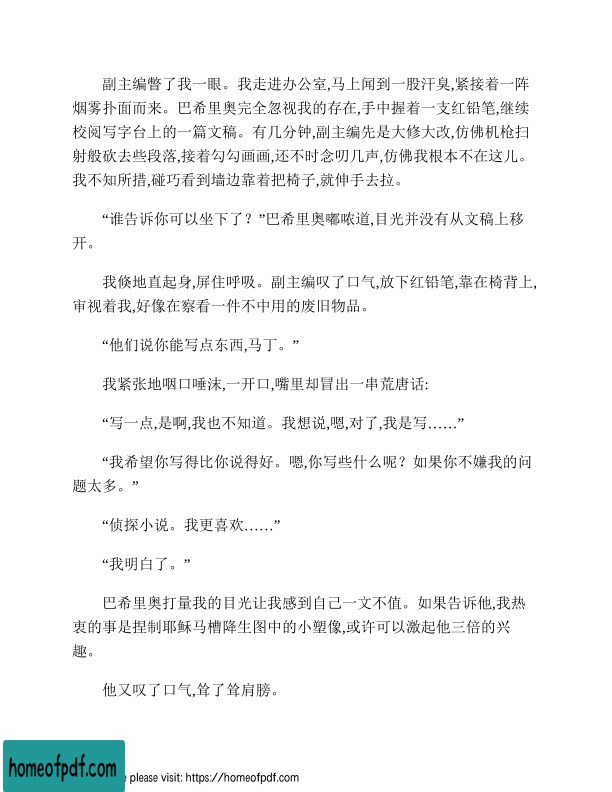 副主编瞥了我一眼。我走进办公室,马上闻到一股汗臭,紧接着一阵
烟雾扑面而来。巴希里奥完全忽视我的存在,手中握着一支红铅笔,继续
校阅写字台上的一篇文稿。有几分钟,副主编先是大修大改,仿佛机枪扫
射般砍去些段落,接着勾勾画画,还不时念叨几声,仿佛我根本不在这儿。
我不知所措,碰巧看到墙边靠着把椅子,就伸手去拉。
“谁告诉你可以坐下了？”巴希里奥嘟哝道,目光并没有从文稿上移
开。
我倏地直起身,屏住呼吸。副主编叹了口气,放下红铅笔,靠在椅背上,
审视着我,好像在察看一件不中用的废旧物品。
“他们说你能写点东西,马丁。”
我紧张地咽口唾沫,一开口,嘴里却冒出一串荒唐话:
“写一点,是啊,我也不知道。我想说,嗯,对了,我是写……”
“我希望你写得比你说得好。嗯,你写些什么呢？如果你不嫌我的问
题太多。”
“侦探小说。我更喜欢……”
“我明白了。”
巴希里奥打量我的目光让我感到自己一文不值。如果告诉他,我热
衷的事是捏制耶稣马槽降生图中的小塑像,或许可以激起他三倍的兴
趣。
他又叹了口气,耸了耸肩膀。
homeofpdf.com
e please visit: https://homeofpdf.com